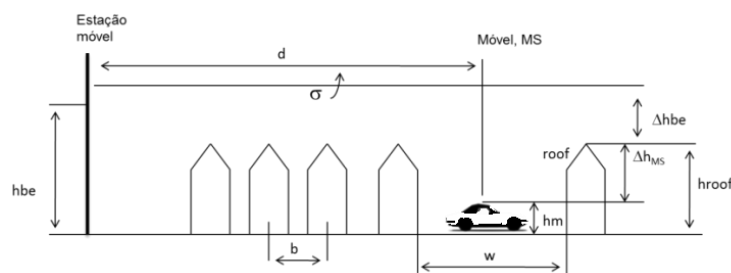 Estação
móvel
Móvel, MS
d
σ
Δhbe
roof
ΔhMS
hbe
hroof
hm
b
w